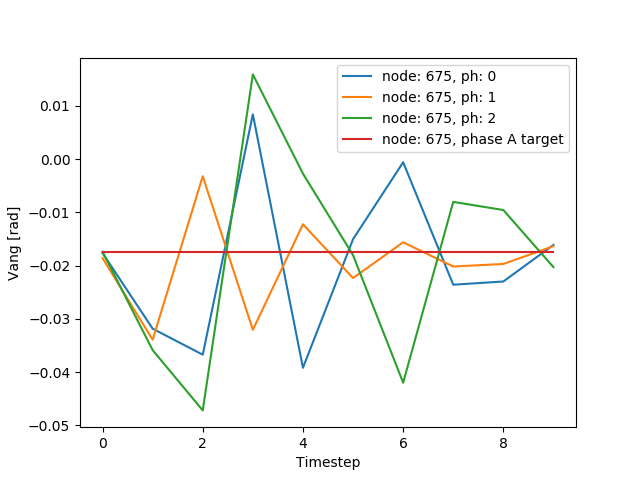 node: 675, ph: 0
node: 675, ph: 1
node: 675, ph: 2
node: 675, phase A target
0.01
0.00
−0.01
−0.02
−0.03
−0.04
−0.05
Vang [rad]
0 2 4 6 8
Timestep